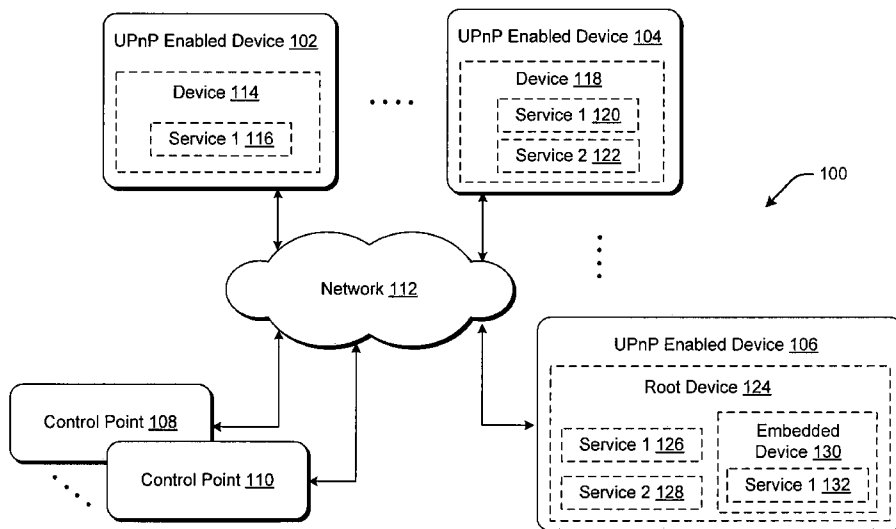 UPnP Enabled Device 102
Device 114
Service 1 116
UPnP Enabled Device 104
Device 118
Service 1 120
Service 2 122
100
Network 112
UPnP Enabled Device 106
Root Device 124
Service 1 126
Service 2 128
Embedded
Device 130
Service 1 132
Control Point 108
Control Point 110